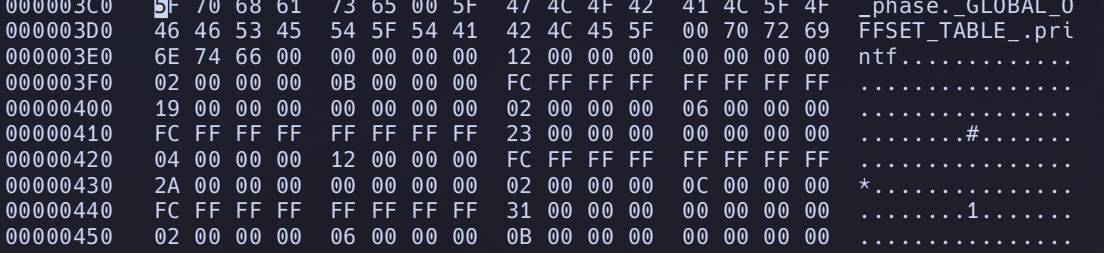 000003C0 5F 70 68 61 73 65 00 5F 47 4C 4F 42 41 4C 5F 4F _phase._GLOBAL_O
000003D0 46 46 53 45 54 5F 54 41 42 4C 45 5F 00 70 72 69 FFSET_TABLE_.pri
000003E0 6E 74 66 00 00 00 00 00 12 00 00 00 00 00 00 00 ntf.............
000003F0 02 00 00 00 0B 00 00 00 FC FF FF FF FF FF FF FF ................
00000400 19 00 00 00 00 00 00 00 02 00 00 00 06 00 00 00 ................
00000410 FC FF FF FF FF FF FF FF 23 00 00 00 00 00 00 00 ........#.......
00000420 04 00 00 00 12 00 00 00 FC FF FF FF FF FF FF FF ................
00000430 2A 00 00 00 00 00 00 00 02 00 00 00 0C 00 00 00 *...............
00000440 FC FF FF FF FF FF FF FF 31 00 00 00 00 00 00 00 ........1.......
00000450 02 00 00 00 06 00 00 00 0B 00 00 00 00 00 00 00 ................